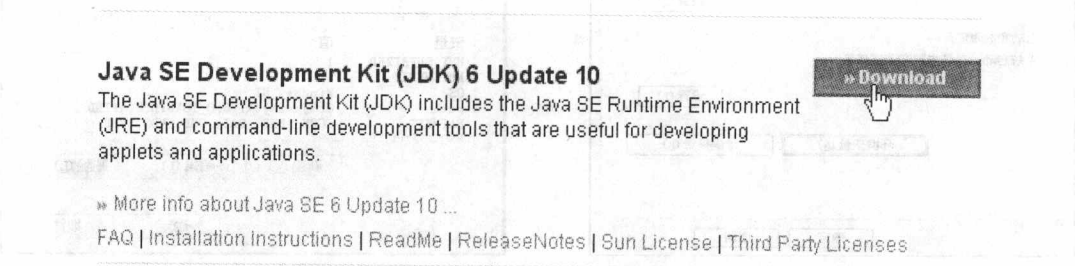 Java SE Development Kit (JDK) 6 Update 10
» Download
The Java SE Development Kit (JDK) includes the Java SE Runtime Environment
(JRE) and command-line development tools that are useful for developing
applets and applications.
» More info about Java SE 6 Update 10 ...
FAQ | Installation Instructions | ReadMe | ReleaseNotes | Sun License | Third Party Licenses